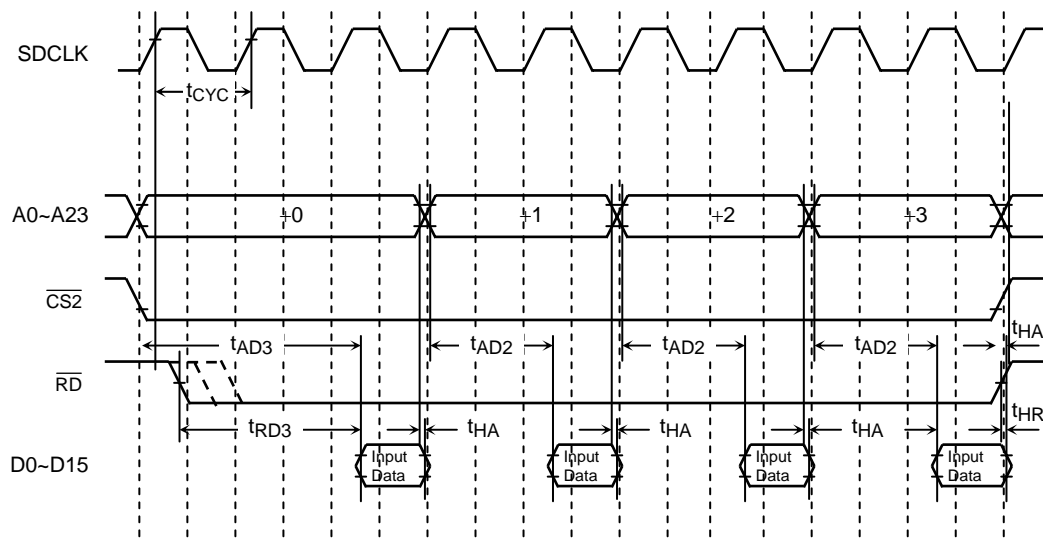 SDCLK
tCYC
A0~A23
+0
+1
+2
+3
CS2
tAD3
tAD2
tAD2
tAD2
tHA
RD
tRD3
tHA
tHA
tHA
tHR
D0~D15
Input
Data
Input
Data
Input
Data
Input
Data